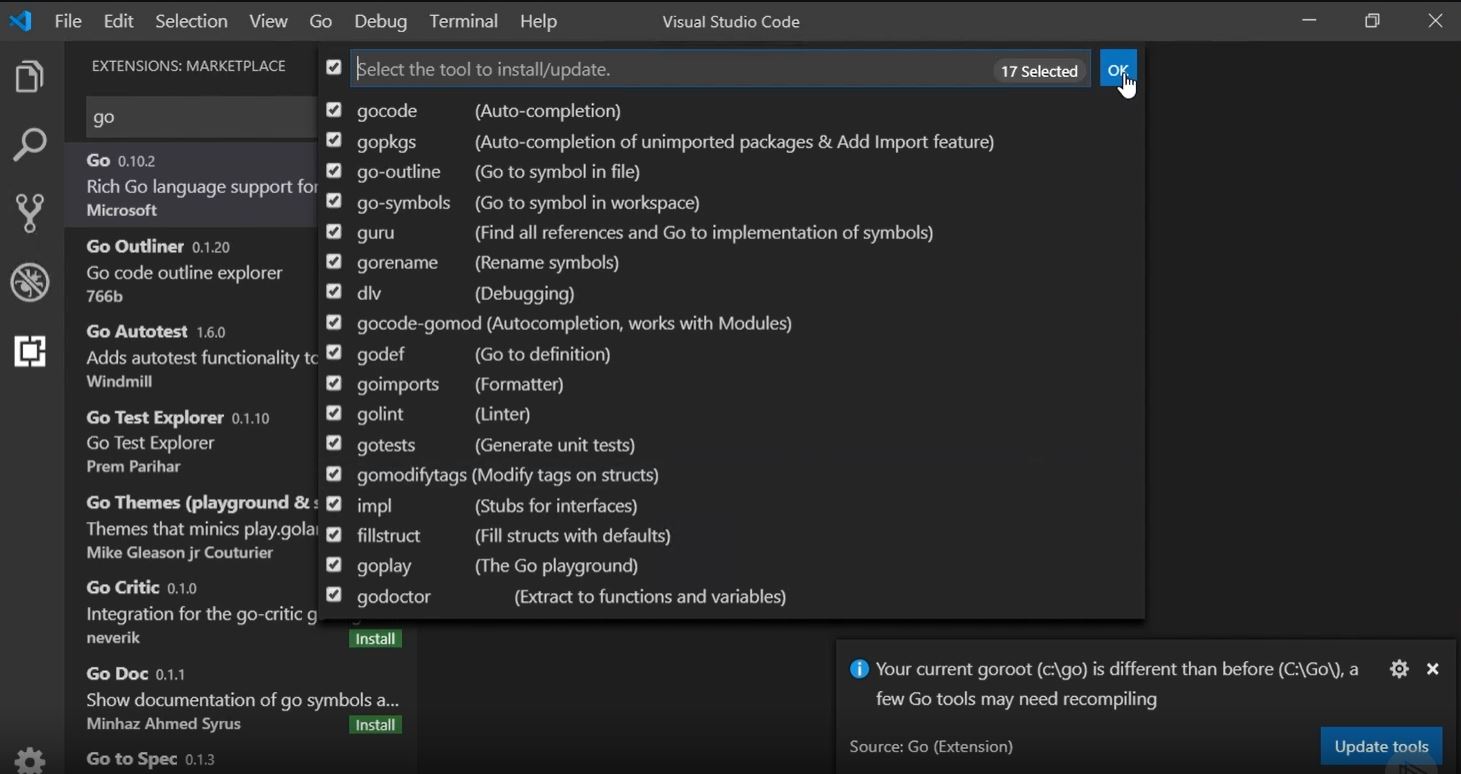 File Edit Selection View Go Debug Terminal Help Visual Studio Code
EXTENSIONS: MARKETPLACE
go
Go 0.10.2
Rich Go language support for
Microsoft
Go Outliner 0.1.20
Go code outline explorer
766b
Go Autotest 1.6.0
Adds autotest functionality to
Windmill
Go Test Explorer 0.1.10
Go Test Explorer
Prem Parihar
Go Themes (playground &
Themes that minics play.golan
Mike Gleason jr Couturier
Go Critic 0.1.0
Integration for the go-critic
neverik
Install
Go Doc 0.1.1
Show documentation of go symbols a...
Minhaz Ahmed Syrus
Install
Go to Spec 0.1.3
Select the tool to install/update.
17 Selected
OK
gocode (Auto-completion)
gopkgs (Auto-completion of unimported packages & Add Import feature)
go-outline (Go to symbol in file)
go-symbols (Go to symbol in workspace)
guru (Find all references and Go to implementation of symbols)
gorename (Rename symbols)
dlv (Debugging)
gocode-gomod (Autocompletion, works with Modules)
godef (Go to definition)
goimports (Formatter)
golint (Linter)
gotests (Generate unit tests)
gomodifytags (Modify tags on structs)
impl (Stubs for interfaces)
fillstruct (Fill structs with defaults)
goplay (The Go playground)
godoctor (Extract to functions and variables)
Your current goroot (c:\go) is different than before (C:\Go\), a
few Go tools may need recompiling
Source: Go (Extension)
Update tools